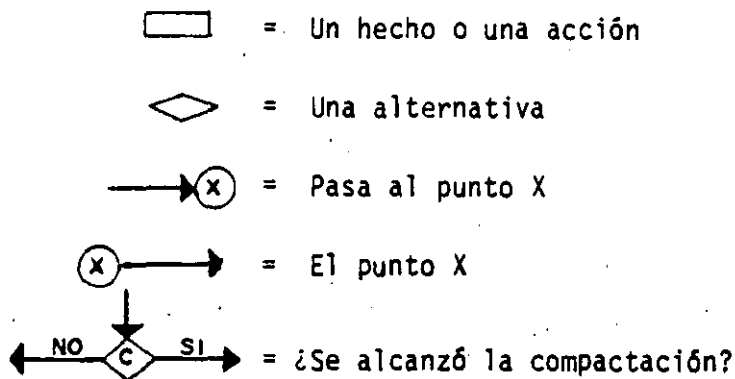 = Un hecho o una acción
= Una alternativa
X = Pasa al punto X
X = El punto X
NO C SI = ¿Se alcanzó la compactación?